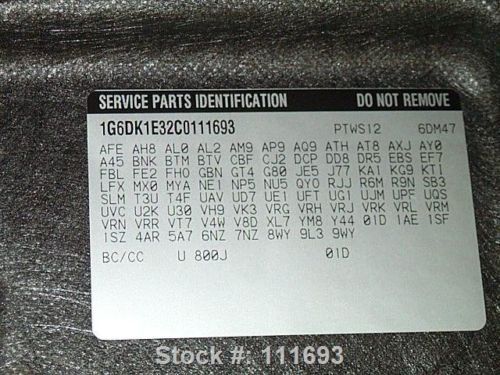 SERVICE PARTS IDENTIFICATION DO NOT REMOVE
1G6DK1E32C0111693 PTWS12 6DM47
AFE AH8 AL0 AL2 AM9 AP9 AQ9 ATH AT8 AXJ AY0
A45 BNK BTM BTV CBF CJ2 DCP DD8 DR5 EBS EF7
FBL FE2 FHO GBN GT4 G80 JE5 J77 KA1 KG9 KTI
LFX MX0 MYA NE1 NP5 NU5 QY0 RJJ R6M R9N SB3
SLM T3U T4F UAV UD7 UE1 UFT UG1 UJM UPF UQS
UVC U2K U30 VH9 VK3 VRG VRH VRJ VRK VRL VRM
VRN VRR VT7 V4W V8D XL7 YM8 Y44 01D 1AE 1SF
1SZ 4AR 5A7 6NZ 7NZ 8WY 9L3 9WY
BC/CC U 800J 01D
Stock #: 111693